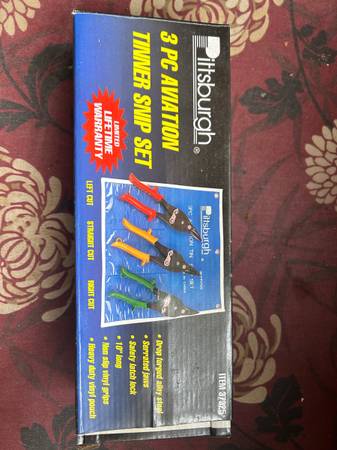 Pittsburgh®
3 PC AVIATION
TINNER SNIP SET
LIMITED
LIFETIME
WARRANTY
LEFT CUT
STRAIGHT CUT
RIGHT CUT
Pittsburgh
• Drop forged alloy steel
• Serrated jaws
• Safety latch lock
• 10" long
• Non slip vinyl grips
• Heavy duty vinyl pouch